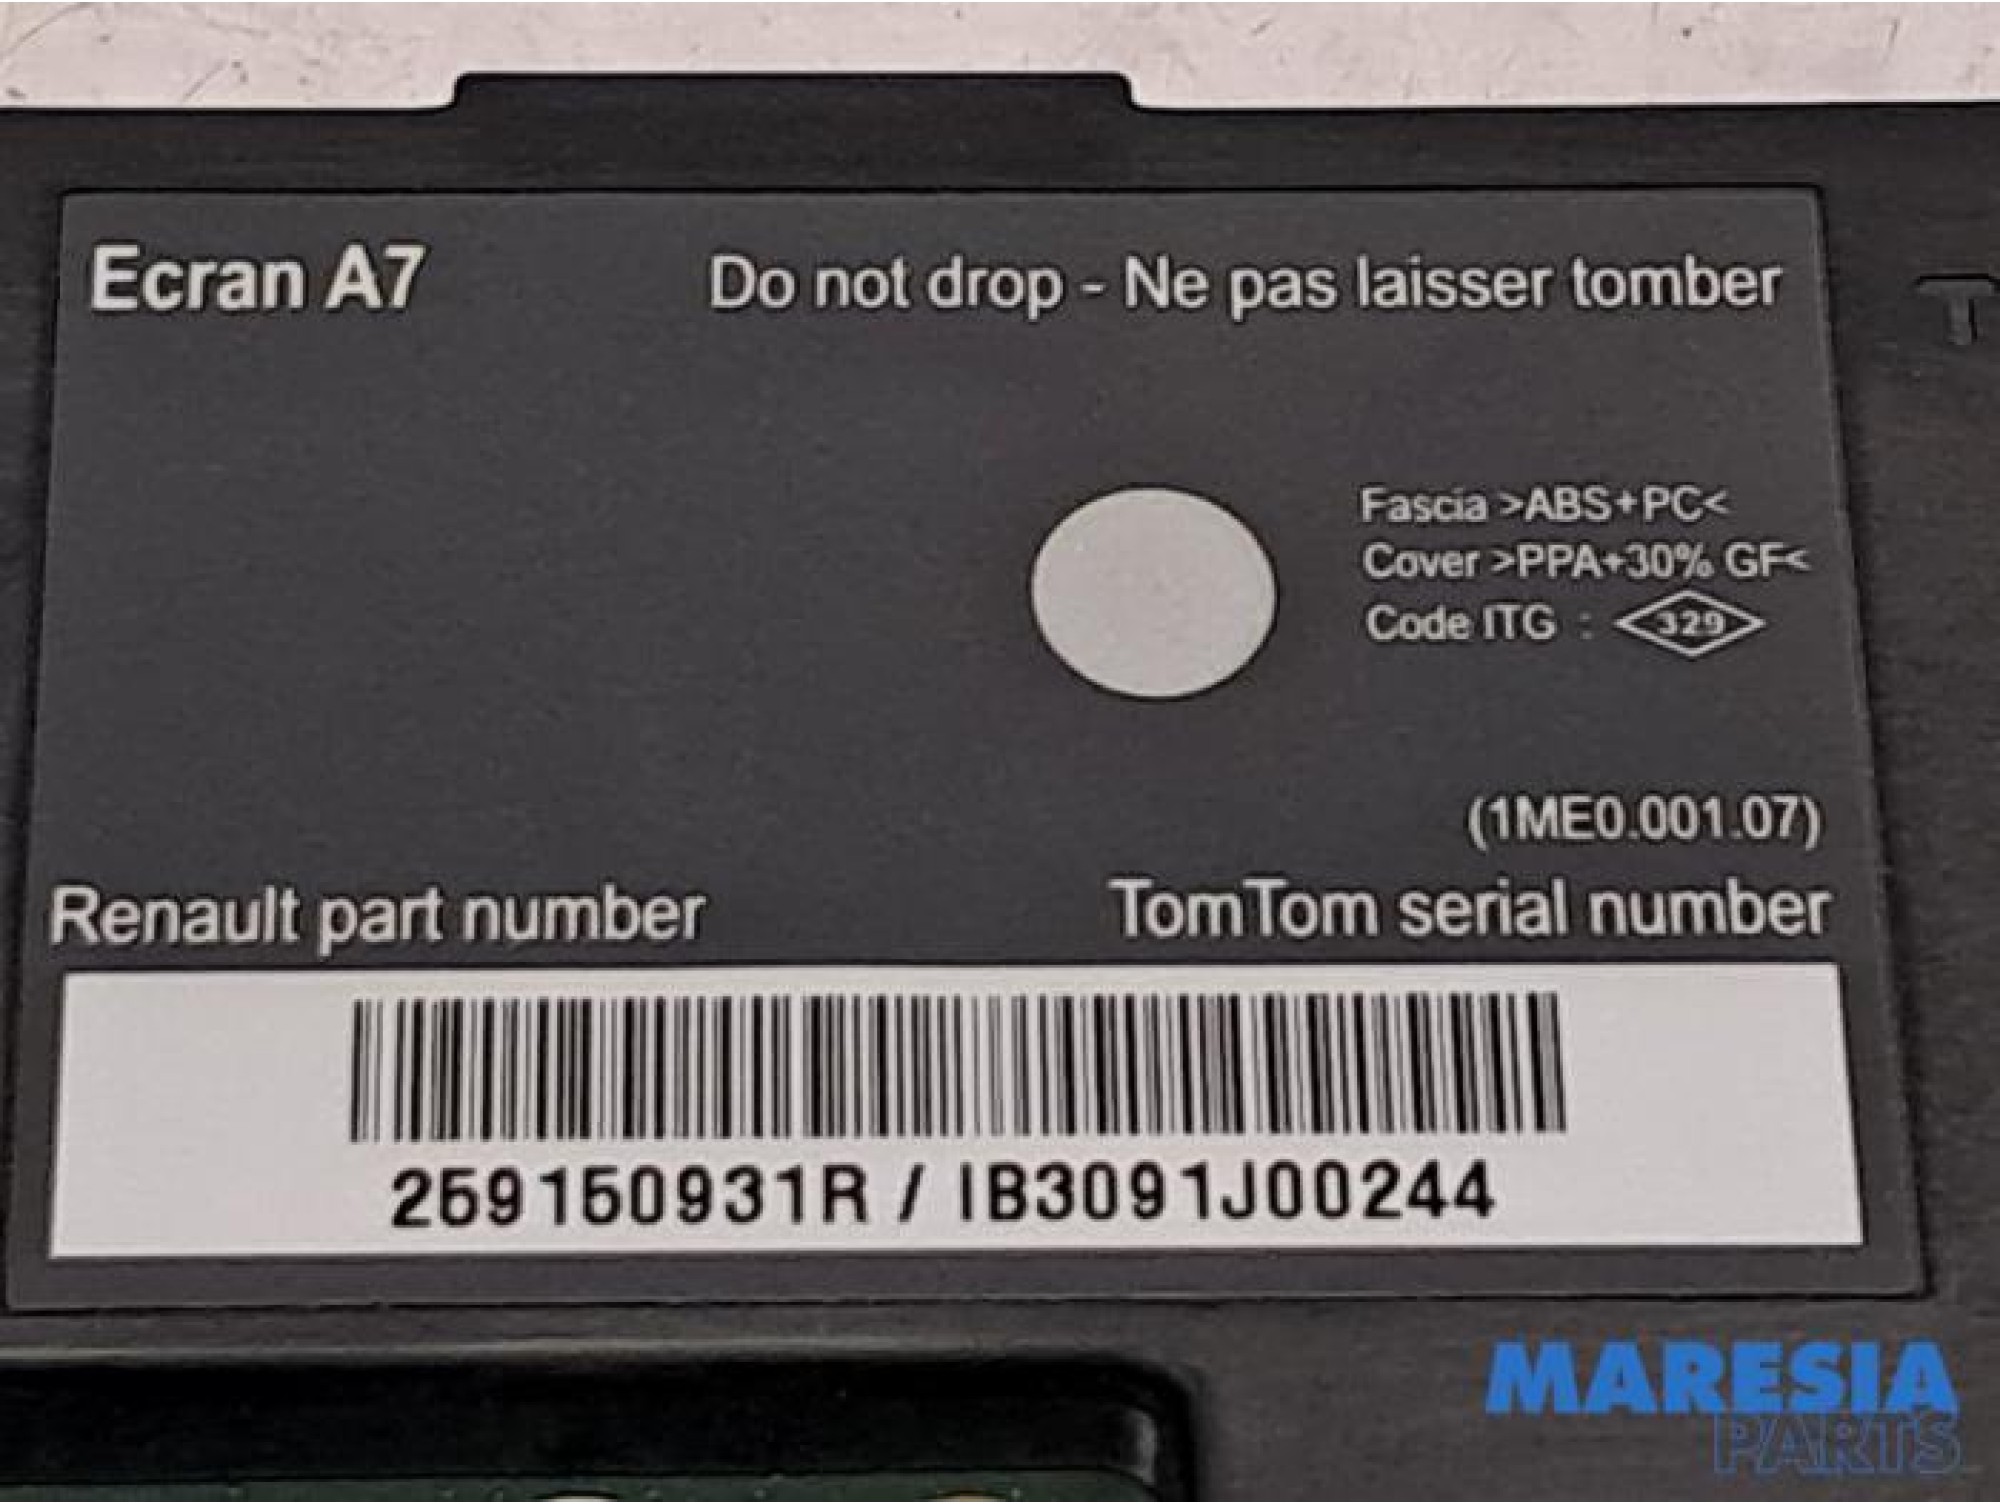 Ecran A7
Do not drop - Ne pas laisser tomber
Fascia >ABS+PC<
Cover >PPA+30% GF<
Code ITG : 329
(1ME0.001.07)
Renault part number
TomTom serial number
259150931R / IB3091J00244
MARESIA
PARTS